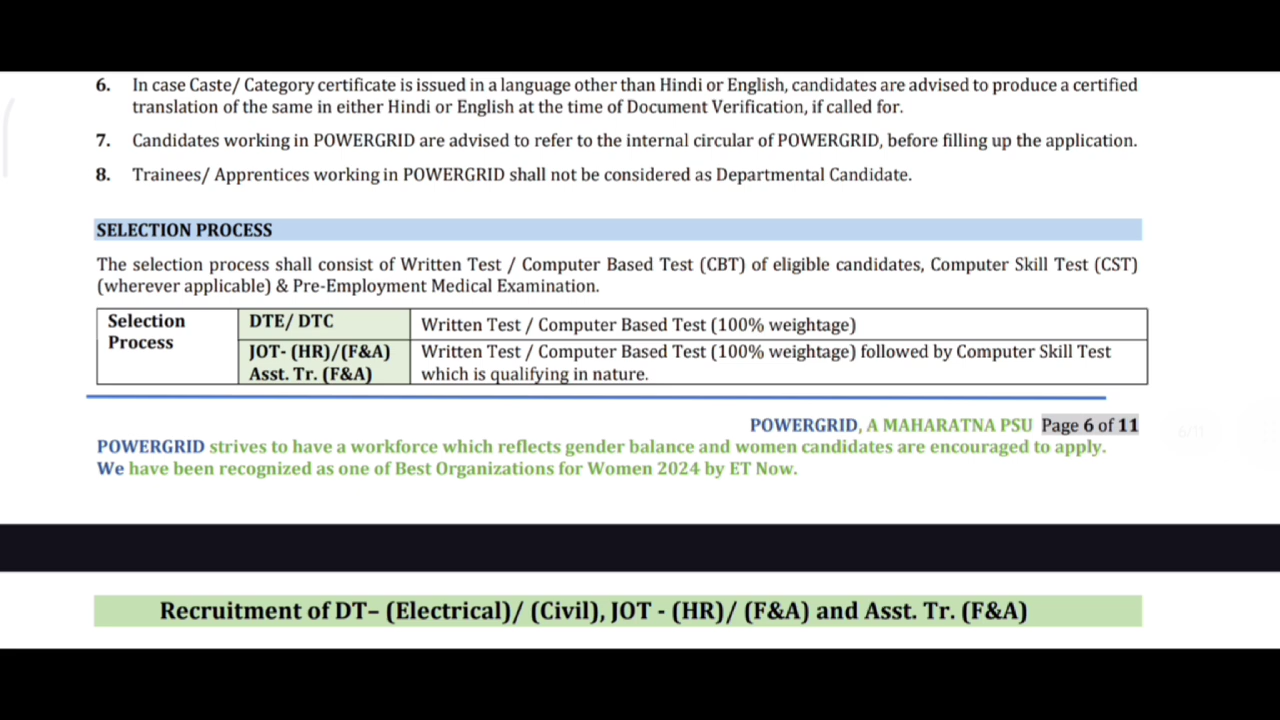 6. In case Caste/ Category certificate is issued in a language other than Hindi or English, candidates are advised to produce a certified
translation of the same in either Hindi or English at the time of Document Verification, if called for.
7. Candidates working in POWERGRID are advised to refer to the internal circular of POWERGRID, before filling up the application.
8. Trainees/ Apprentices working in POWERGRID shall not be considered as Departmental Candidate.
SELECTION PROCESS
The selection process shall consist of Written Test / Computer Based Test (CBT) of eligible candidates, Computer Skill Test (CST)
(wherever applicable) & Pre-Employment Medical Examination.
Selection
Process
DTE/ DTC
Written Test / Computer Based Test (100% weightage)
JOT- (HR)/(F&A)
Asst. Tr. (F&A)
Written Test / Computer Based Test (100% weightage) followed by Computer Skill Test
which is qualifying in nature.
POWERGRID, A MAHARATNA PSU Page 6 of 11
6/11
POWERGRID strives to have a workforce which reflects gender balance and women candidates are encouraged to apply.
We have been recognized as one of Best Organizations for Women 2024 by ET Now.
Recruitment of DT– (Electrical)/ (Civil), JOT - (HR)/ (F&A) and Asst. Tr. (F&A)